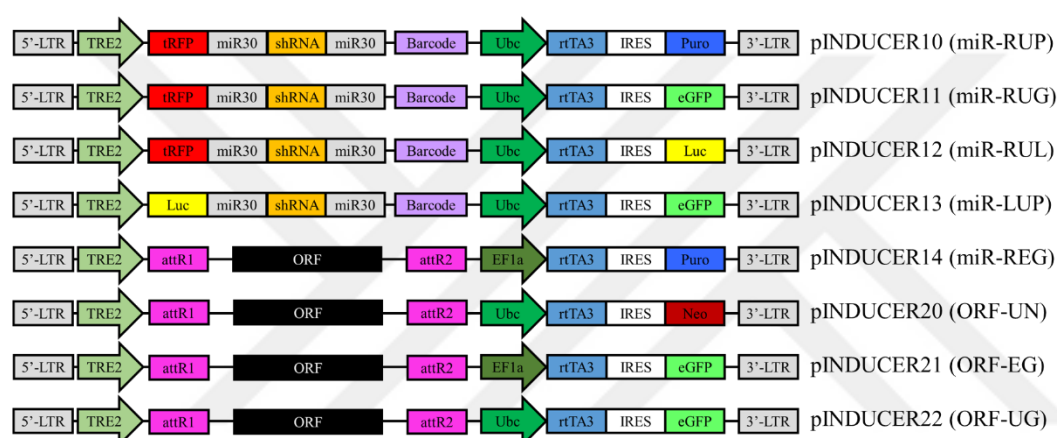 5’-LTR TRE2 tRFP miR30 shRNA miR30 Barcode Ubc rtTA3 IRES Puro 3’-LTR pINDUCER10 (miR-RUP)
5’-LTR TRE2 tRFP miR30 shRNA miR30 Barcode Ubc rtTA3 IRES eGFP 3’-LTR pINDUCER11 (miR-RUG)
5’-LTR TRE2 tRFP miR30 shRNA miR30 Barcode Ubc rtTA3 IRES Luc 3’-LTR pINDUCER12 (miR-RUL)
5’-LTR TRE2 Luc miR30 shRNA miR30 Barcode Ubc rtTA3 IRES eGFP 3’-LTR pINDUCER13 (miR-LUP)
5’-LTR TRE2 attR1 ORF attR2 EF1a rtTA3 IRES Puro 3’-LTR pINDUCER14 (miR-REG)
5’-LTR TRE2 attR1 ORF attR2 Ubc rtTA3 IRES Neo 3’-LTR pINDUCER20 (ORF-UN)
5’-LTR TRE2 attR1 ORF attR2 EF1a rtTA3 IRES eGFP 3’-LTR pINDUCER21 (ORF-EG)
5’-LTR TRE2 attR1 ORF attR2 Ubc rtTA3 IRES eGFP 3’-LTR pINDUCER22 (ORF-UG)